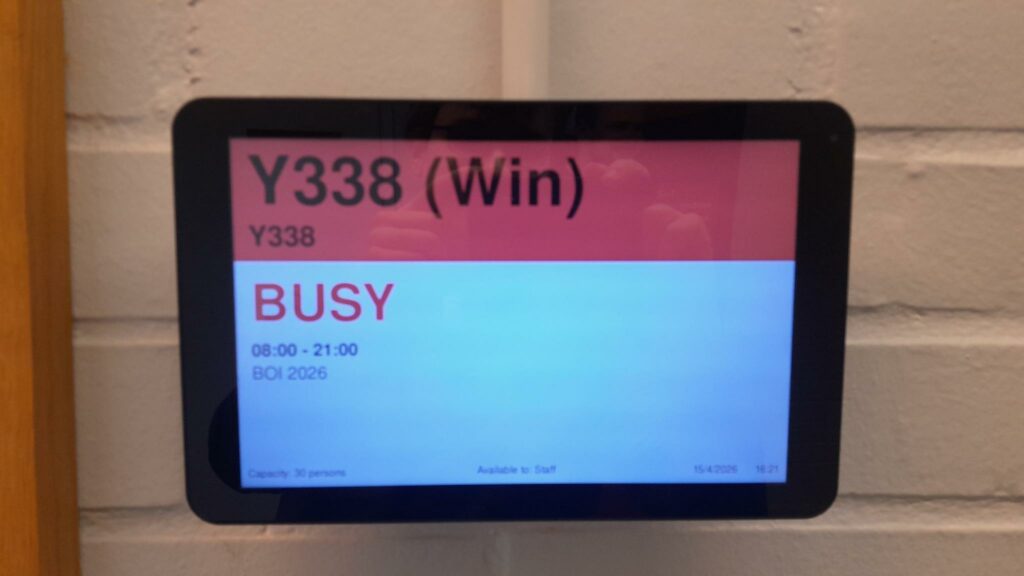 Y338 (Win)
Y338
BUSY
08:00 - 21:00
BOI 2026
Capacity: 30 persons Available to: Staff 15/4/2026 16:21